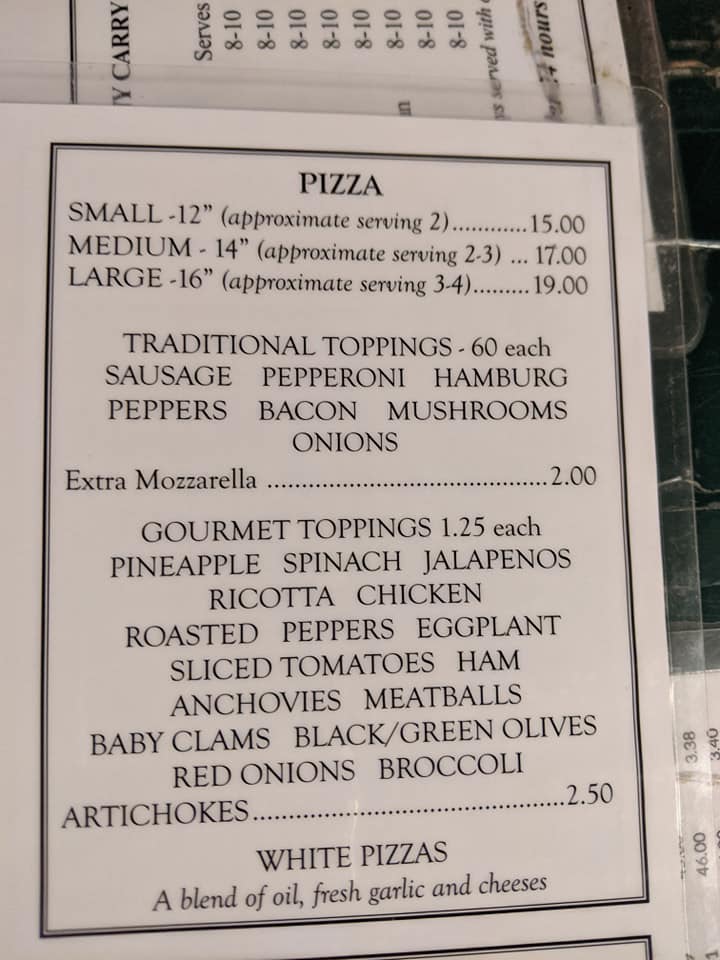 Y CARRY
Serves
8-10
8-10
8-10
8-10
8-10
8-10
8-10
8-10
served with
hours
PIZZA
SMALL -12” (approximate serving 2)............15.00
MEDIUM - 14” (approximate serving 2-3) ... 17.00
LARGE -16” (approximate serving 3-4).........19.00
TRADITIONAL TOPPINGS - 60 each
SAUSAGE PEPPERONI HAMBURG
PEPPERS BACON MUSHROOMS
ONIONS
Extra Mozzarella ........................................2.00
GOURMET TOPPINGS 1.25 each
PINEAPPLE SPINACH JALAPENOS
RICOTTA CHICKEN
ROASTED PEPPERS EGGPLANT
SLICED TOMATOES HAM
ANCHOVIES MEATBALLS
BABY CLAMS BLACK/GREEN OLIVES
RED ONIONS BROCCOLI
ARTICHOKES............................................2.50
WHITE PIZZAS
A blend of oil, fresh garlic and cheeses
3.38
3.40
46.00